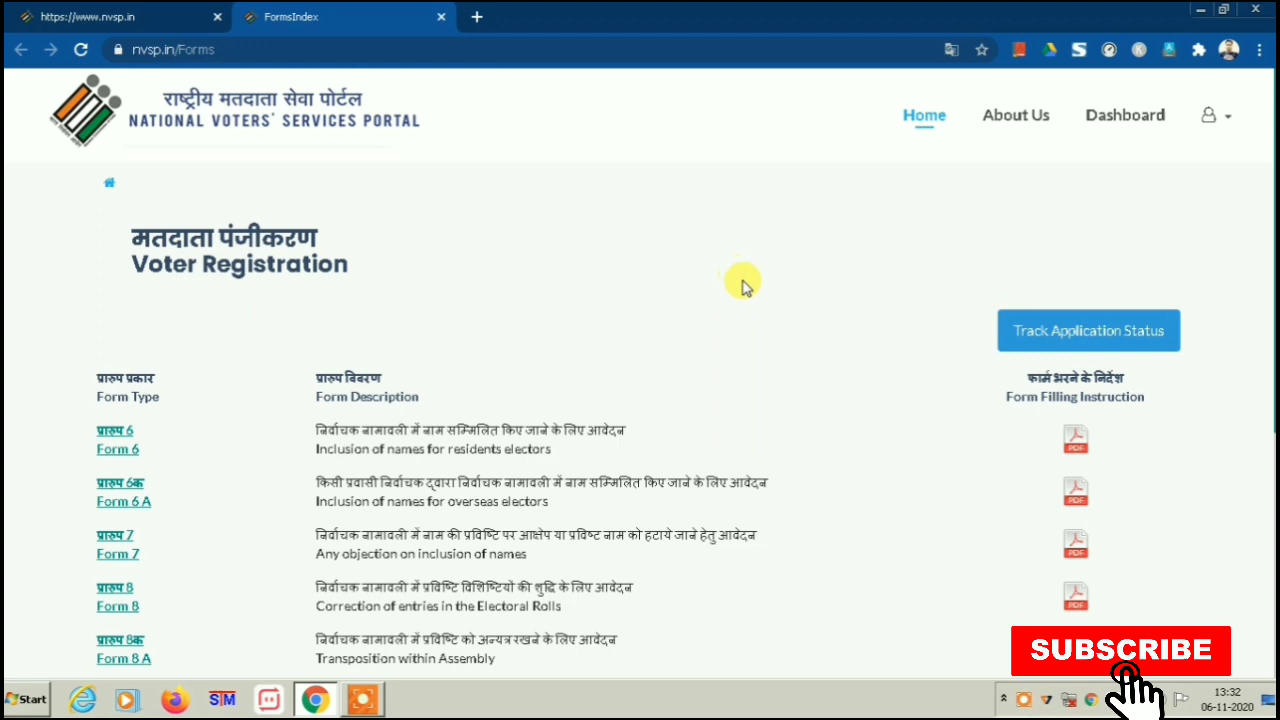 https://www.nvsp.in
FormsIndex
nvsp.in/Forms
राष्ट्रीय मतदाता सेवा पोर्टल
NATIONAL VOTERS' SERVICES PORTAL
Home About Us Dashboard
मतदाता पंजीकरण
Voter Registration
Track Application Status
प्रारुप प्रकार प्रारुप विवरण फार्म भरने के निर्देश
Form Type Form Description Form Filling Instruction
प्रारुप 6 निर्वाचक नामावली में नाम सम्मिलित किए जाने के लिए आवेदन
Form 6 Inclusion of names for residents electors
PDF
प्रारुप 6क किसी प्रवासी निर्वाचक द्वारा निर्वाचक नामावली में नाम सम्मिलित किए जाने के लिए आवेदन
Form 6 A Inclusion of names for overseas electors
PDF
प्रारुप 7 निर्वाचक नामावली में नाम की प्रविष्टि पर आक्षेप या प्रविष्ट नाम को हटाये जाने हेतु आवेदन
Form 7 Any objection on inclusion of names
PDF
प्रारुप 8 निर्वाचक नामावली में प्रविष्टि विशिष्टियों की शुद्धि के लिए आवेदन
Form 8 Correction of entries in the Electoral Rolls
PDF
प्रारुप 8क निर्वाचक नामावली में प्रविष्टि को अन्यत्र रखने के लिए आवेदन
Form 8 A Transposition within Assembly
SUBSCRIBE
Start SIM 13:32
06-11-2020